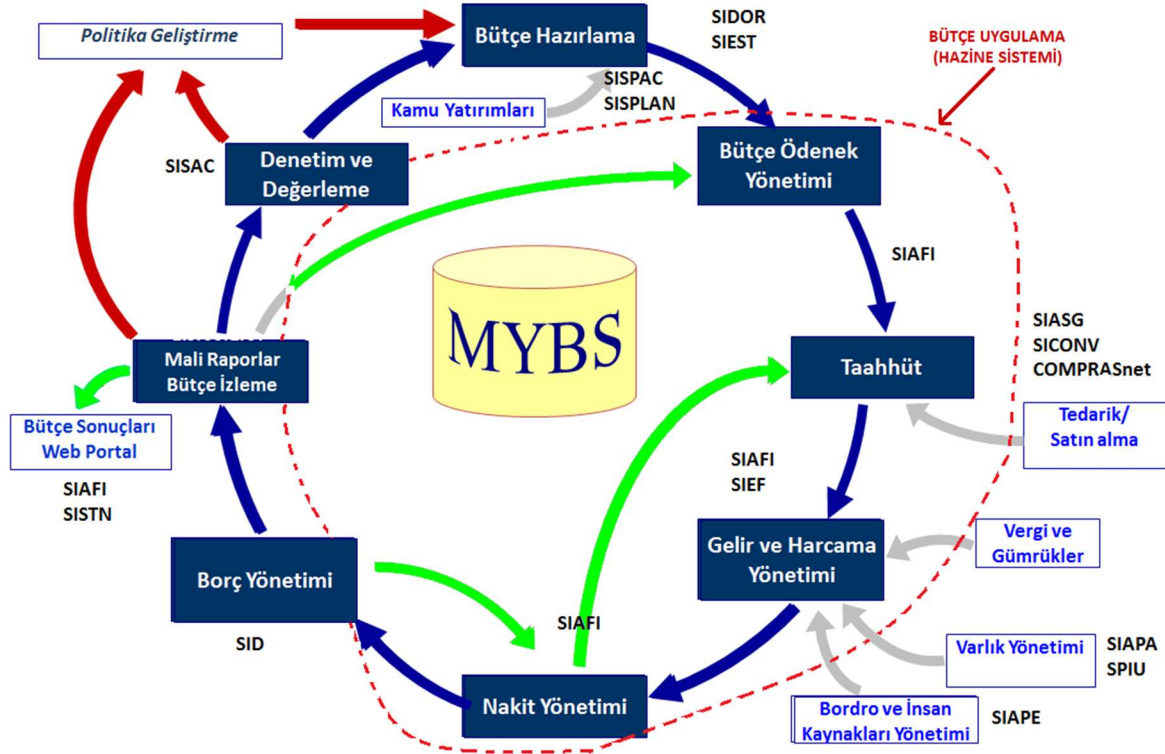 Politika Geliştirme
Bütçe Hazırlama
SIDOR
SIEST
BÜTÇE UYGULAMA
(HAZİNE SİSTEMİ)
SISPAC
SISPLAN
Kamu Yatırımları
SISAC
Denetim ve
Değerleme
Bütçe Ödenek
Yönetimi
SIAFI
MYBS
SIASG
SICONV
COMPRASnet
Mali Raporlar
Bütçe İzleme
Taahhüt
Tedarik/
Satın alma
Bütçe Sonuçları
Web Portal
SIAFI
SISTN
SIAFI
SIEF
Gelir ve Harcama
Yönetimi
Vergi ve
Gümrükler
Borç Yönetimi
SID
SIAFI
Varlık Yönetimi
SIAPA
SPIU
Nakit Yönetimi
Bordro ve İnsan
Kaynakları Yönetimi
SIAPE